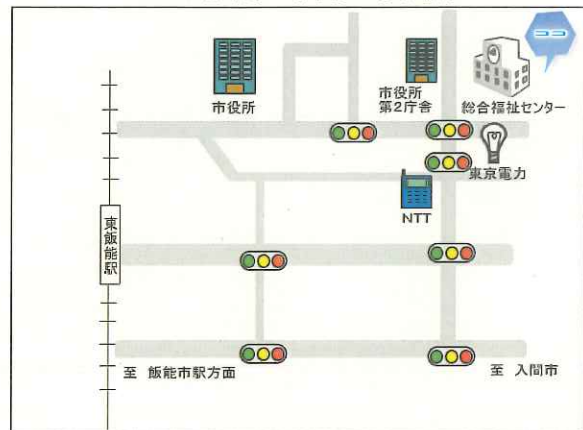 市役所
市役所
第2庁舎
総合福祉センター
東京電力
NTT
東飯能駅
至 飯能市駅方面
至 入間市